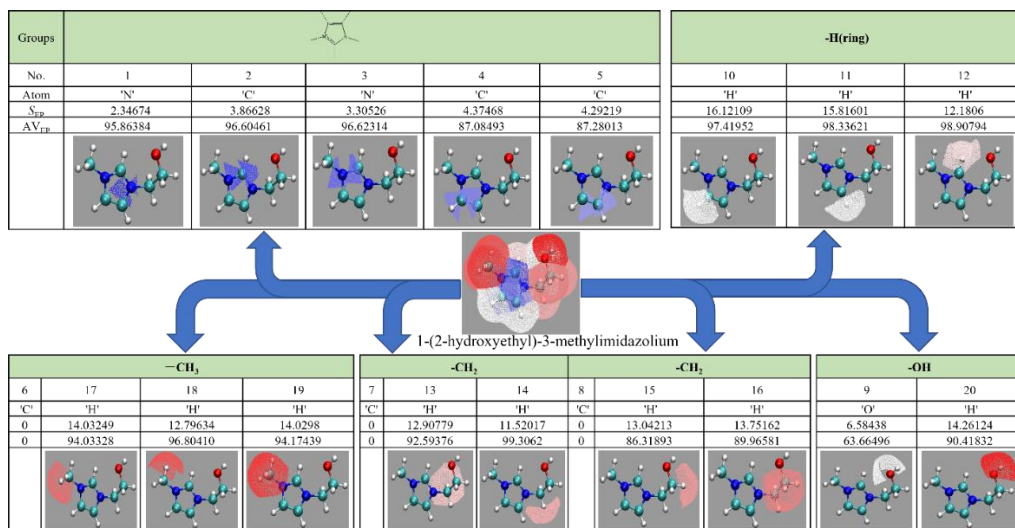 Groups -H(ring)
No. 1 2 3 4 5 10 11 12
Atom 'N' 'C' 'N' 'C' 'C' 'H' 'H' 'H'
SEP 2.34674 3.86628 3.30526 4.37468 4.29219 16.12109 15.81601 12.1806
AVEP 95.86384 96.60461 96.62314 87.08493 87.28013 97.41952 98.33621 98.90794
1-(2-hydroxyethyl)-3-methylimidazolium
—CH3 -CH2 -CH2 -OH
6 17 18 19 7 13 14 8 15 16 9 20
'C' 'H' 'H' 'H' 'C' 'H' 'H' 'C' 'H' 'H' 'O' 'H'
0 14.03249 12.79634 14.0298 0 12.90779 11.52017 0 13.04213 13.75162 6.58438 14.26124
0 94.03328 96.80410 94.17439 0 92.59376 99.3062 0 86.31893 89.96581 63.66496 90.41832